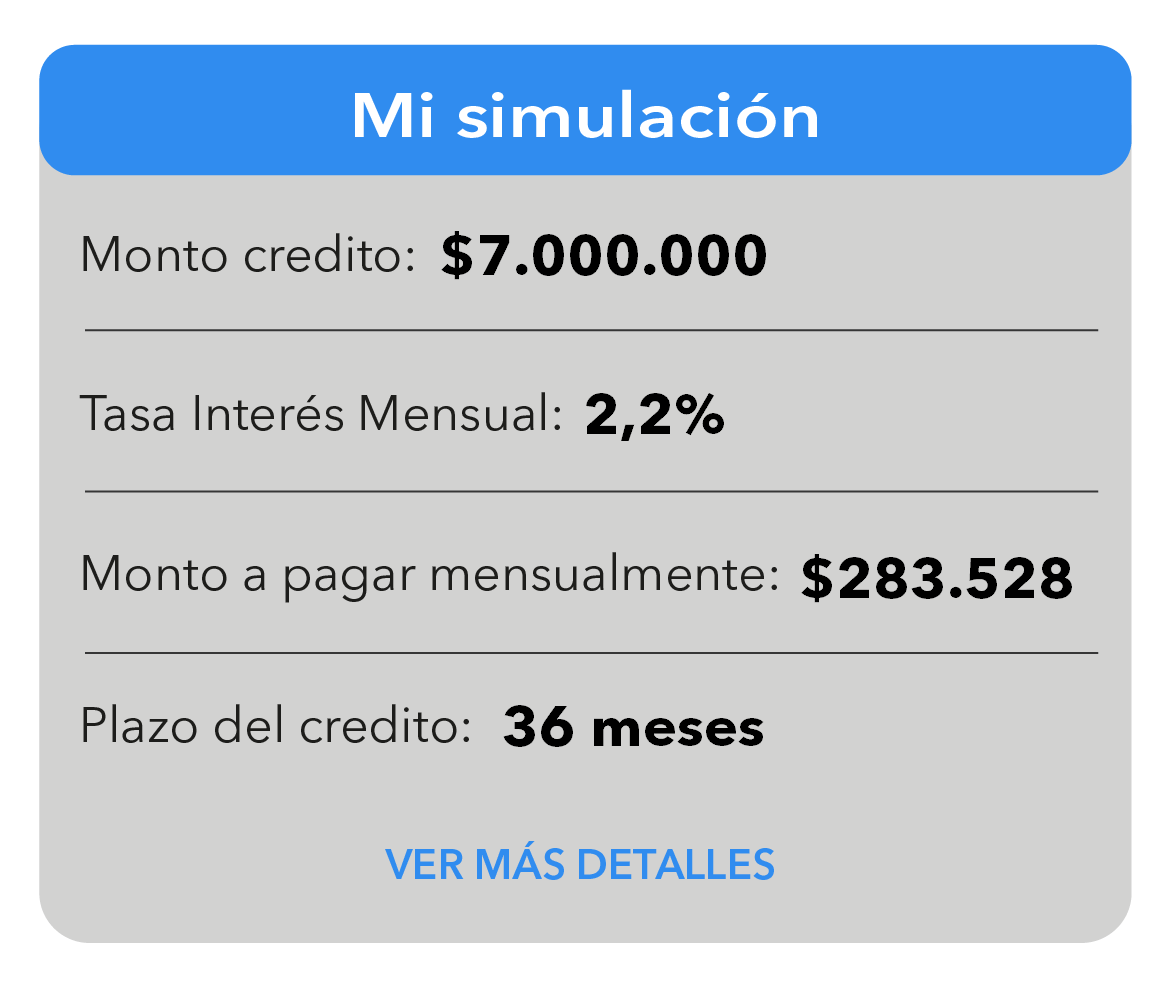 Mi simulación
Monto credito: $7.000.000
Tasa Interés Mensual: 2,2%
Monto a pagar mensualmente: $283.528
Plazo del credito: 36 meses
VER MÁS DETALLES